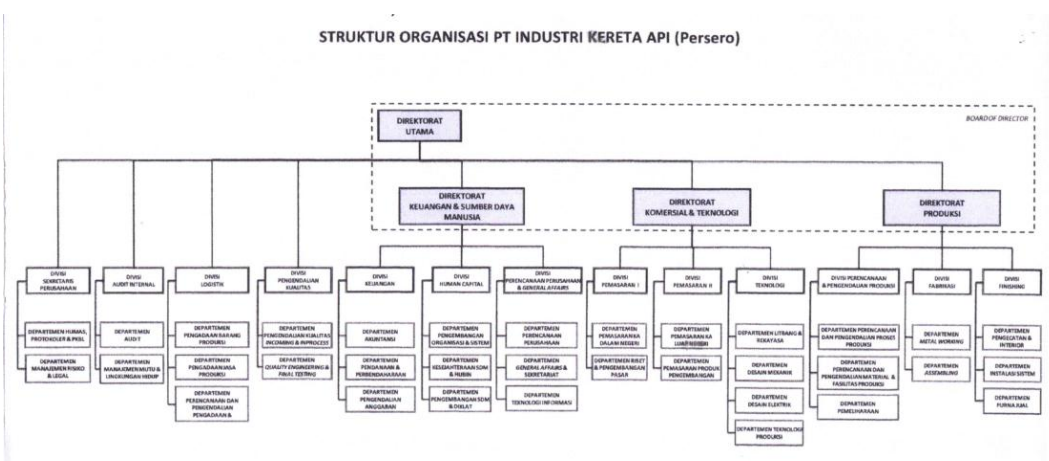 STRUKTUR ORGANISASI PT INDUSTRI KERETA API (Persero)
BOARD OF DIRECTOR
DIREKTORAT
UTAMA
DIREKTORAT
KEUANGAN & SUMBER DAYA
MANUSIA
DIREKTORAT
KOMERSIAL & TEKNOLOGI
DIREKTORAT
PRODUKSI
DIVISI
SEKRETARIS
PERUSAHAAN
DIVISI
AUDIT INTERNAL
DIVISI
LOGISTIK
DIVISI
PENGENDALIAN
KUALITAS
DIVISI
KEUANGAN
DIVISI
HUMAN CAPITAL
DIVISI
PERENCANAAN PERUSAHAAN
& GENERAL AFFAIRS
DIVISI
PEMASARAN I
DIVISI
PEMASARAN II
DIVISI
TEKNOLOGI
DIVISI PERENCANAAN
& PENGENDALIAN PRODUKSI
DIVISI
FABRIKASI
DIVISI
FINISHING
DEPARTEMEN HUMAS,
PROTOKOLER & PKBL
DEPARTEMEN
MANAJEMEN RISIKO
& LEGAL
DEPARTEMEN
AUDIT
DEPARTEMEN
MANAJEMEN MUTU &
LINGKUNGAN HIDUP
DEPARTEMEN
PENGADAAN BARANG
PRODUKSI
DEPARTEMEN
PENGADAAN JASA
PRODUKSI
DEPARTEMEN
PERENCANAAN DAN
PENGENDALIAN
PENGADAAN &
DEPARTEMEN
PENGENDALIAN KUALITAS
INCOMING & INPROCESS
DEPARTEMEN
QUALITY ENGINEERING &
FINAL TESTING
DEPARTEMEN
AKUNTANSI
DEPARTEMEN
PENDANAAN &
PERBENDAHARAAN
DEPARTEMEN
PENGENDALIAN
ANGGARAN
DEPARTEMEN
PENGEMBANGAN
ORGANISASI & SISTEM
DEPARTEMEN
KESEJAHTERAAN SDM
& HUBIN
DEPARTEMEN
PENGEMBANGAN SDM
& DIKLAT
DEPARTEMEN
PERENCANAAN
PERUSAHAAN
DEPARTEMEN
GENERAL AFFAIRS &
SEKRETARIAT
DEPARTEMEN
TEKNOLOGI INFORMASI
DEPARTEMEN
PEMASARAN KA
DALAM NEGERI
DEPARTEMEN RISET
& PENGEMBANGAN
PASAR
DEPARTEMEN
PEMASARAN KA
LUAR NEGERI
DEPARTEMEN
PEMASARAN PRODUK
PENGEMBANGAN
DEPARTEMEN LITBANG &
REKAYASA
DEPARTEMEN
DESAIN MEKANIK
DEPARTEMEN
DESAIN ELEKTRIK
DEPARTEMEN TEKNOLOGI
PRODUKSI
DEPARTEMEN PERENCANAAN
DAN PENGENDALIAN PROSES
PRODUKSI
DEPARTEMEN
PERENCANAAN DAN
PENGENDALIAN MATERIAL &
FASILITAS PRODUKSI
DEPARTEMEN
PEMELIHARAAN
DEPARTEMEN
METAL WORKING
DEPARTEMEN
ASSEMBLING
DEPARTEMEN
PENGECATAN &
INTERIOR
DEPARTEMEN
INSTALASI SISTEM
DEPARTEMEN
PURNA JUAL